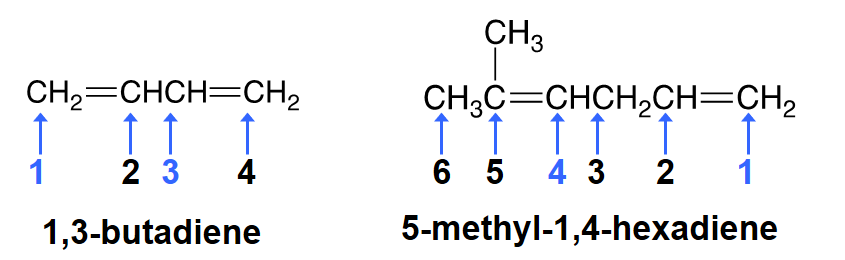 CH₃
CH₂=CHCH=CH₂
CH₃C=CHCH₂CH=CH₂
1 2 3 4
6 5 4 3 2 1
1,3-butadiene
5-methyl-1,4-hexadiene